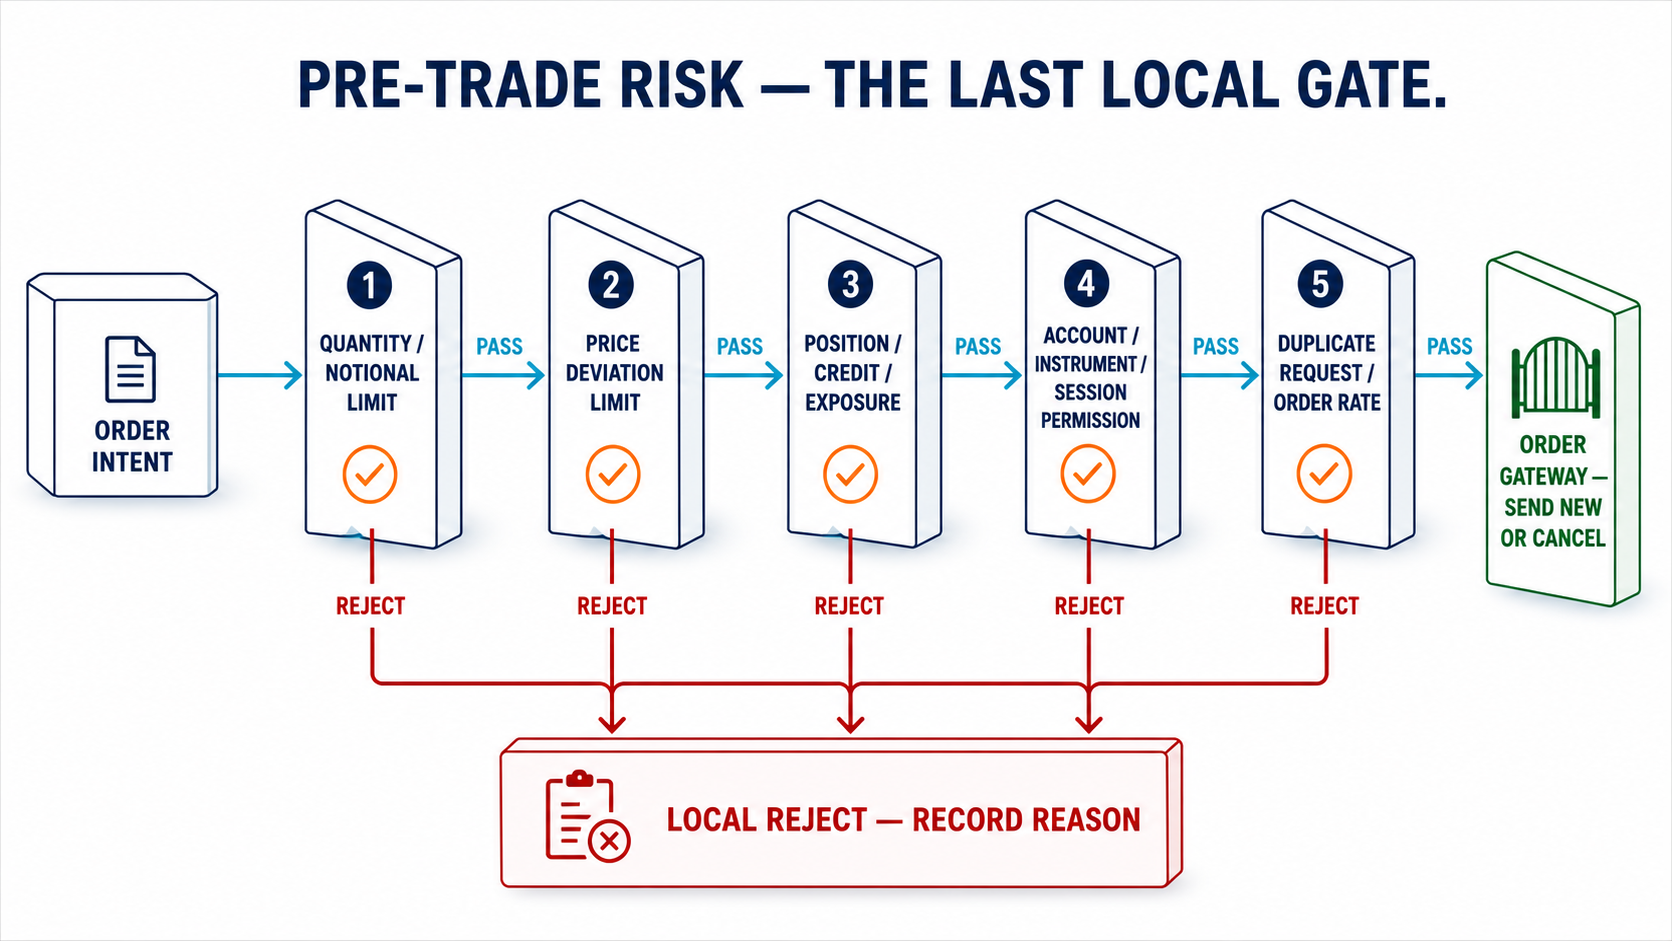 PRE-TRADE RISK — THE LAST LOCAL GATE.
ORDER
INTENT
1
QUANTITY /
NOTIONAL
LIMIT
PASS
2
PRICE
DEVIATION
LIMIT
PASS
3
POSITION /
CREDIT /
EXPOSURE
PASS
4
ACCOUNT /
INSTRUMENT /
SESSION
PERMISSION
PASS
5
DUPLICATE
REQUEST /
ORDER RATE
PASS
ORDER
GATEWAY —
SEND NEW
OR CANCEL
REJECT
REJECT
REJECT
REJECT
REJECT
LOCAL REJECT — RECORD REASON